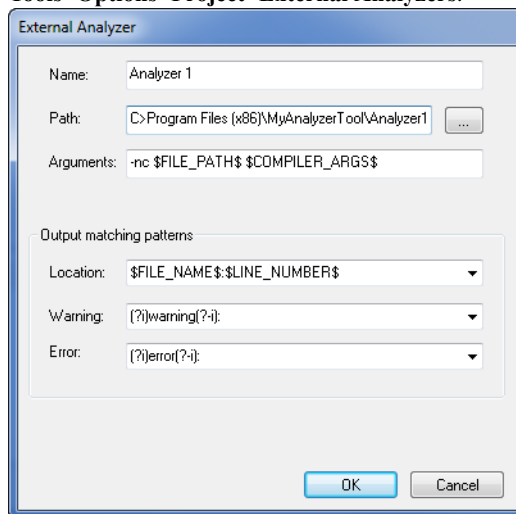 Tools>Options>Project>External Analyzers.
External Analyzer
Name: Analyzer 1
Path: C>Program Files (x86)\MyAnalyzerTool\Analyzer1 ...
Arguments: -nc $FILE_PATH$ $COMPILER_ARGS$
Output matching patterns
Location: $FILE_NAME$:$LINE_NUMBER$
Warning: (?i)warning(?-i):
Error: (?i)error(?-i):
OK Cancel